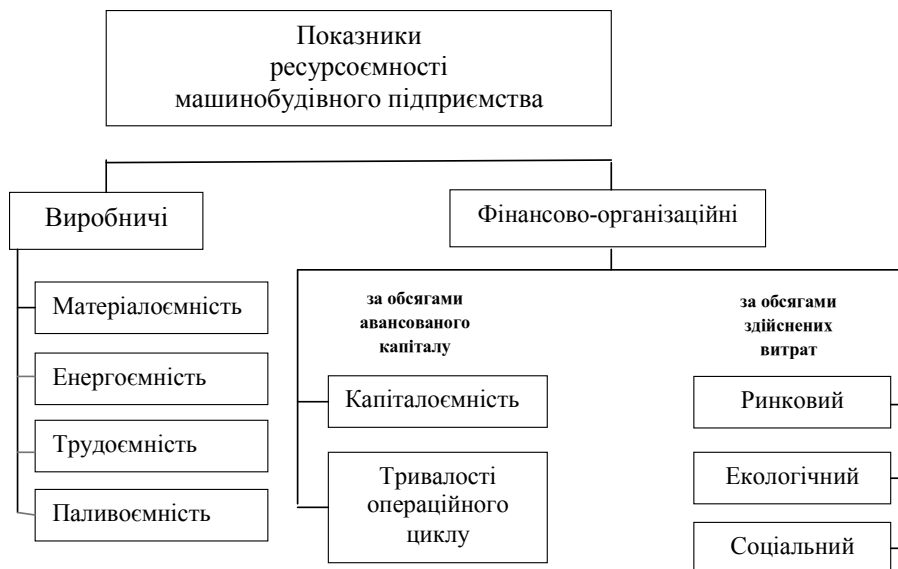 Показники
ресурсоємності
машинобудівного підприємства
Виробничі
Фінансово-організаційні
Матеріалоємність
Енергоємність
Трудоємність
Паливоємність
за обсягами
авансованого
капіталу
Капіталоємність
Тривалості
операційного
циклу
за обсягами
здійснених
витрат
Ринковий
Екологічний
Соціальний